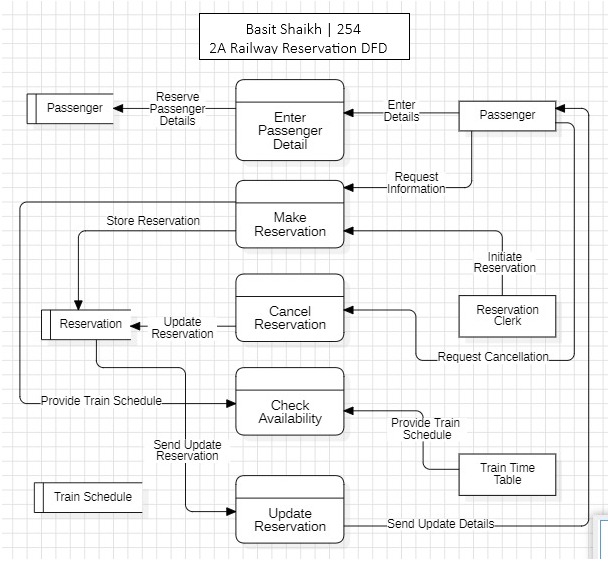 Basit Shaikh | 254
2A Railway Reservation DFD
Passenger
Reserve
Passenger
Details
Enter
Passenger
Detail
Enter
Details
Passenger
Request
Information
Store Reservation
Make
Reservation
Initiate
Reservation
Reservation
Update
Reservation
Cancel
Reservation
Reservation
Clerk
Request Cancellation
Provide Train Schedule
Check
Availability
Provide Train
Schedule
Send Update
Reservation
Train Time
Table
Train Schedule
Update
Reservation
Send Update Details